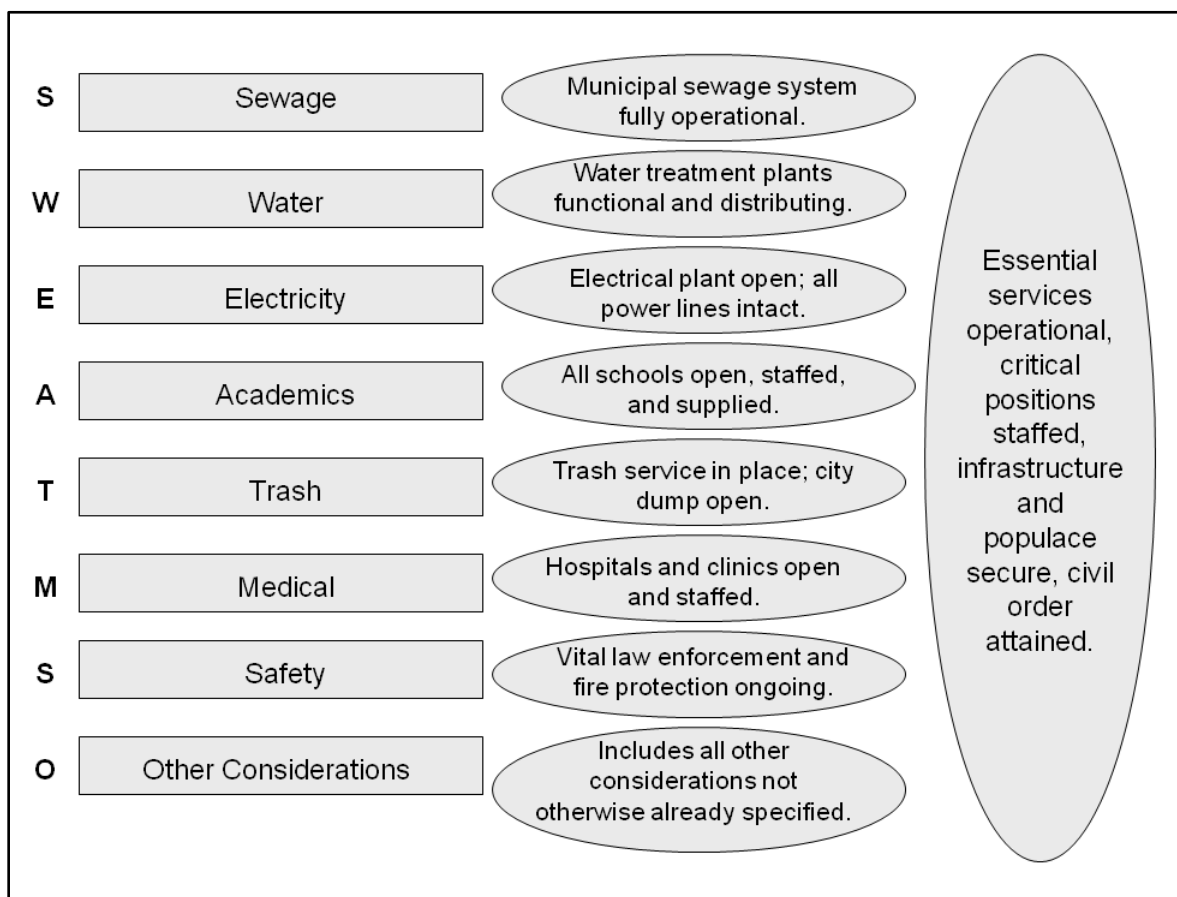 S
Sewage
Municipal sewage system
fully operational.
W
Water
Water treatment plants
functional and distributing.
E
Electricity
Electrical plant open; all
power lines intact.
A
Academics
All schools open, staffed,
and supplied.
T
Trash
Trash service in place; city
dump open.
M
Medical
Hospitals and clinics open
and staffed.
S
Safety
Vital law enforcement and
fire protection ongoing.
O
Other Considerations
Includes all other
considerations not
otherwise already specified.
Essential
services
operational,
critical
positions
staffed,
infrastructure
and
populace
secure, civil
order
attained.